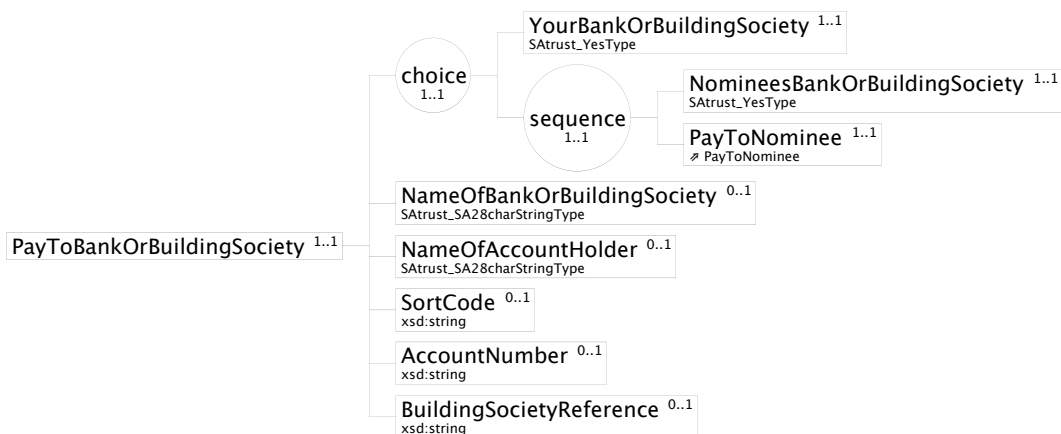 YourBankOrBuildingSociety 1..1
SAtrust_YesType
choice
1..1
NomineesBankOrBuildingSociety 1..1
SAtrust_YesType
sequence
1..1
PayToNominee 1..1
⇗ PayToNominee
NameOfBankOrBuildingSociety 0..1
SAtrust_SA28charStringType
PayToBankOrBuildingSociety 1..1
NameOfAccountHolder 0..1
SAtrust_SA28charStringType
SortCode 0..1
xsd:string
AccountNumber 0..1
xsd:string
BuildingSocietyReference 0..1
xsd:string